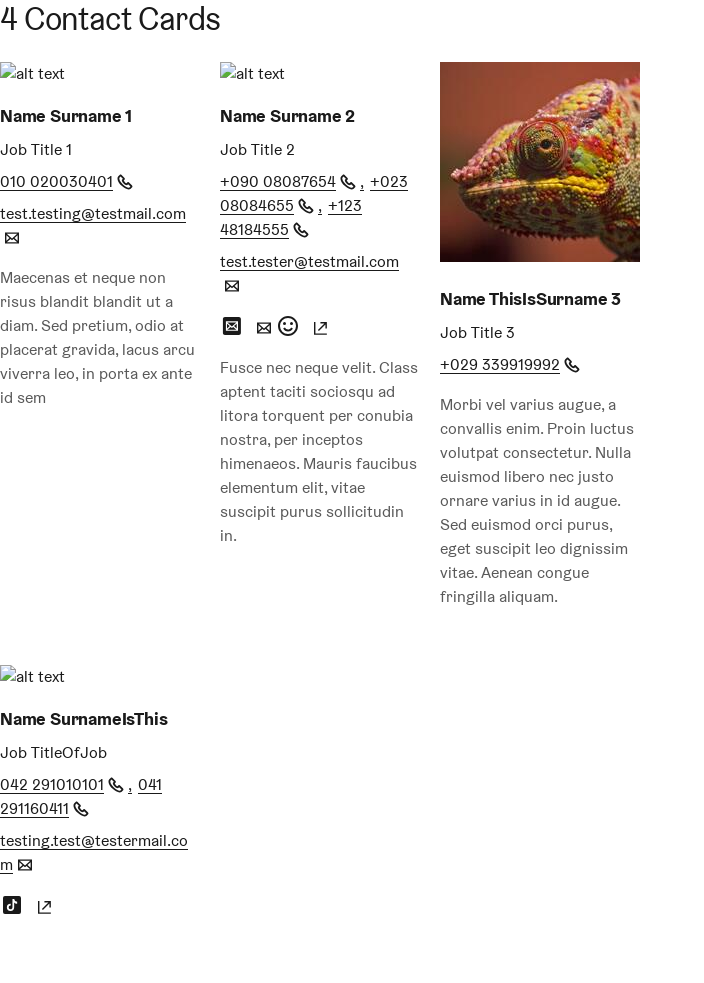 4 Contact Cards
alt text
Name Surname 1
Job Title 1
010 020030401
test.testing@testmail.com
Maecenas et neque non
risus blandit blandit ut a
diam. Sed pretium, odio at
placerat gravida, lacus arcu
viverra leo, in porta ex ante
id sem
alt text
Name Surname 2
Job Title 2
+090 08087654 , +023
08084655 , +123
48184555
test.tester@testmail.com
Fusce nec neque velit. Class
aptent taciti sociosqu ad
litora torquent per conubia
nostra, per inceptos
himenaeos. Mauris faucibus
elementum elit, vitae
suscipit purus sollicitudin
in.
Name ThisIsSurname 3
Job Title 3
+029 339919992
Morbi vel varius augue, a
convallis enim. Proin luctus
volutpat consectetur. Nulla
euismod libero nec justo
ornare varius in id augue.
Sed euismod orci purus,
eget suscipit leo dignissim
vitae. Aenean congue
fringilla aliquam.
alt text
Name SurnameIsThis
Job TitleOfJob
042 291010101 , 041
291160411
testing.test@testermail.co
m